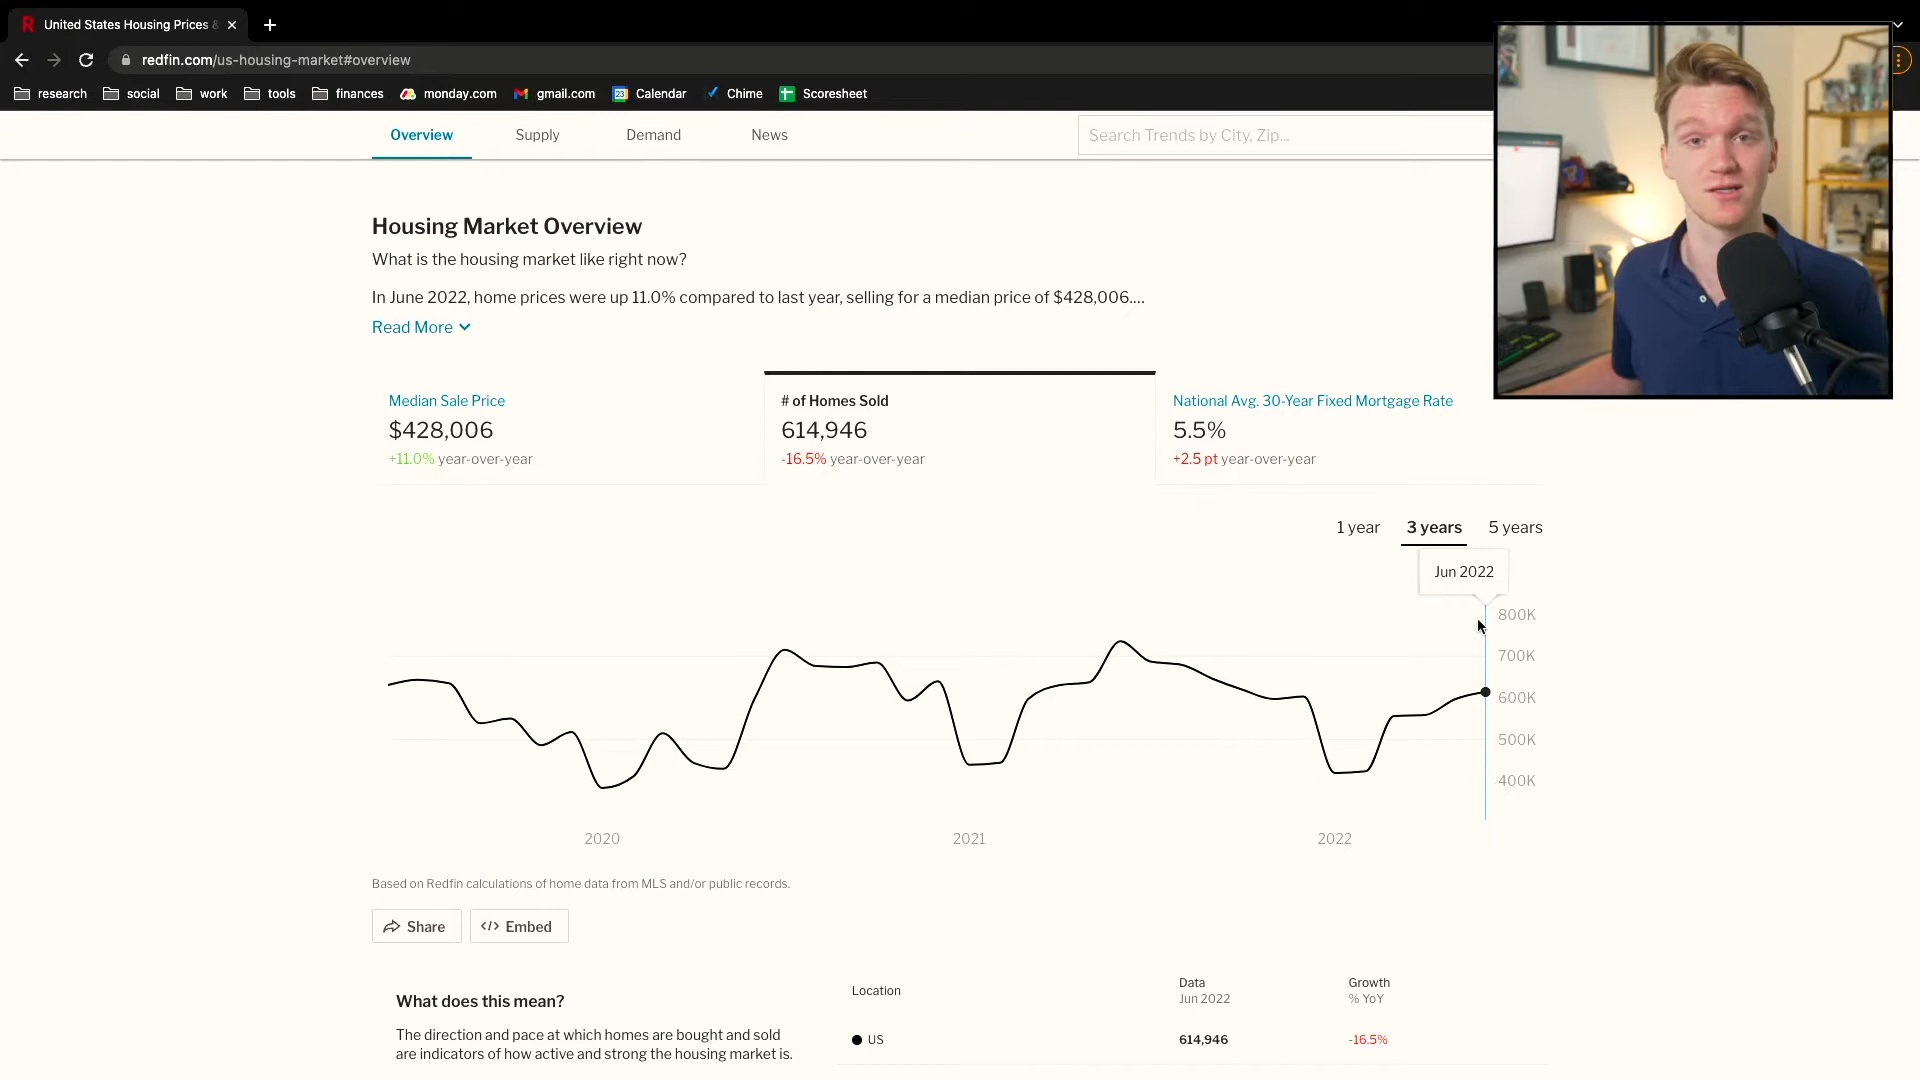 United States Housing Prices &
redfin.com/us-housing-market#overview
research social work tools finances monday.com gmail.com Calendar Chime Scoresheet
Overview Supply Demand News Search Trends by City, Zip...
Housing Market Overview
What is the housing market like right now?
In June 2022, home prices were up 11.0% compared to last year, selling for a median price of $428,006....
Read More
Median Sale Price
$428,006
+11.0% year-over-year
# of Homes Sold
614,946
-16.5% year-over-year
National Avg. 30-Year Fixed Mortgage Rate
5.5%
+2.5 pt year-over-year
1 year 3 years 5 years
Jun 2022
800K
700K
600K
500K
400K
2020 2021 2022
Based on Redfin calculations of home data from MLS and/or public records.
Share </> Embed
What does this mean?
The direction and pace at which homes are bought and sold
are indicators of how active and strong the housing market is.
Location Data Growth
Jun 2022 % YoY
US 614,946 -16.5%